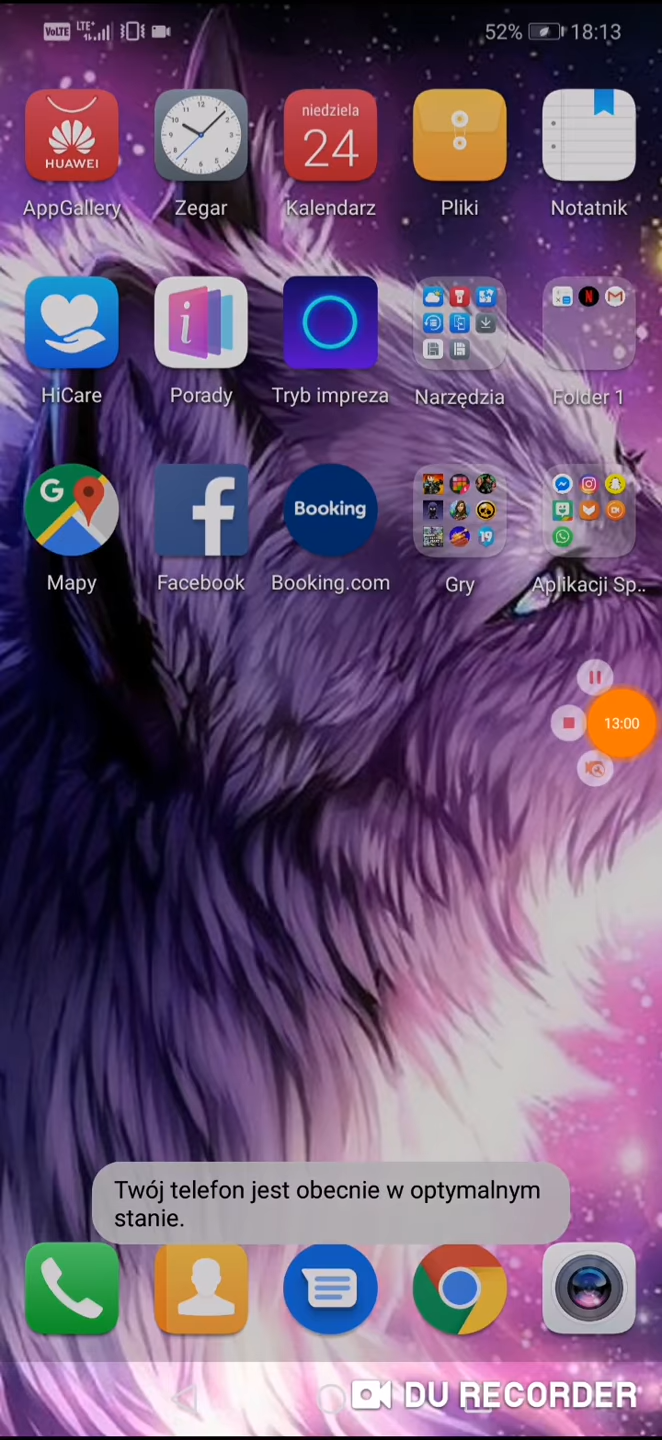 VoLTE LTE+ 52% 18:13
HUAWEI
niedziela
24
AppGallery Zegar Kalendarz Pliki Notatnik
HiCare Porady Tryb impreza Narzędzia Folder 1
Booking
19
Mapy Facebook Booking.com Gry Aplikacji Sp..
13:00
Twój telefon jest obecnie w optymalnym
stanie.
DU RECORDER